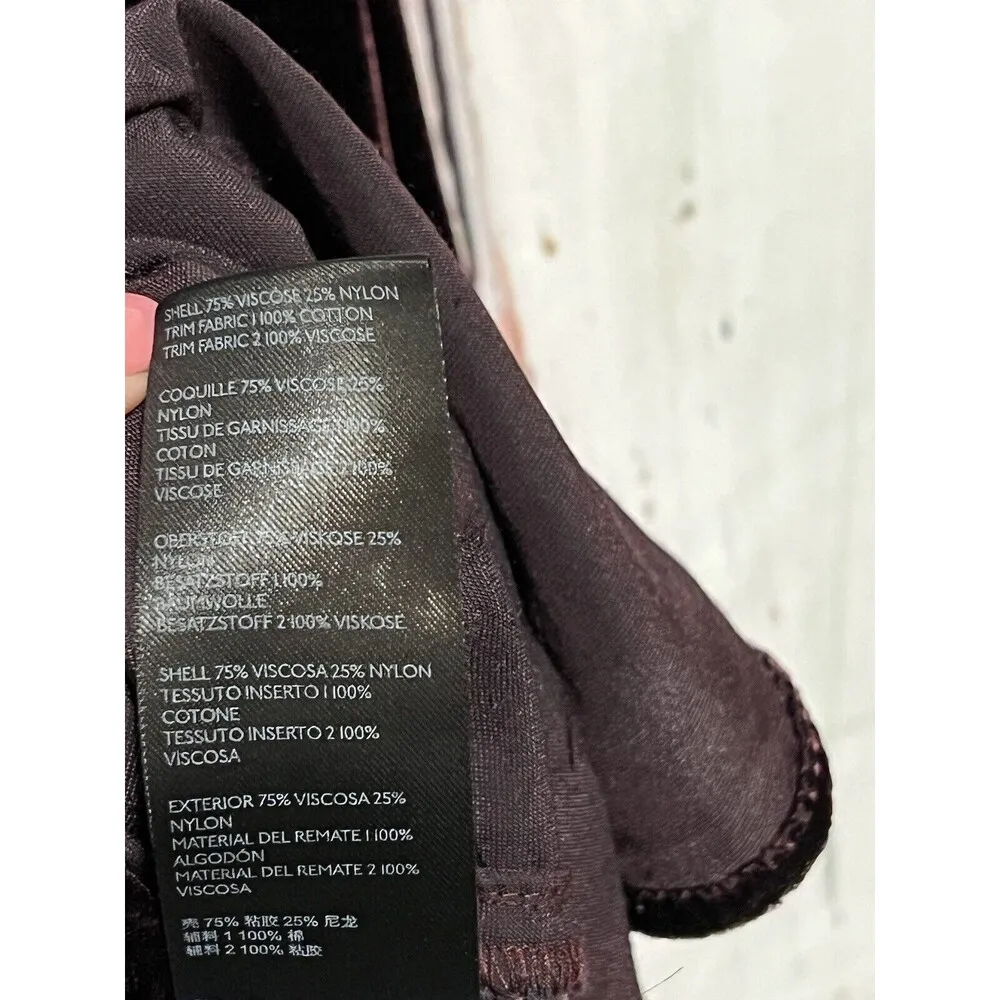 SHELL 75% VISCOSE 25% NYLON
TRIM FABRIC 1 100% COTTON
TRIM FABRIC 2 100% VISCOSE
COQUILLE 75% VISCOSE 25%
NYLON
TISSU DE GARNISSAGE 1 100%
COTON
TISSU DE GARNISSAGE 2 100%
VISCOSE
75% VISKOSE 25%
NYLON
BESATZSTOFF 1 100%
BAUMWOLLE
BESATZSTOFF 2 100% VISKOSE
SHELL 75% VISCOSA 25% NYLON
TESSUTO INSERTO 1 100%
COTONE
TESSUTO INSERTO 2 100%
VISCOSA
EXTERIOR 75% VISCOSA 25%
NYLON
MATERIAL DEL REMATE 1 100%
ALGODÓN
MATERIAL DEL REMATE 2 100%
VISCOSA
壳 75% 粘胶 25% 尼龙
辅料 1 100% 棉
辅料 2 100% 粘胶